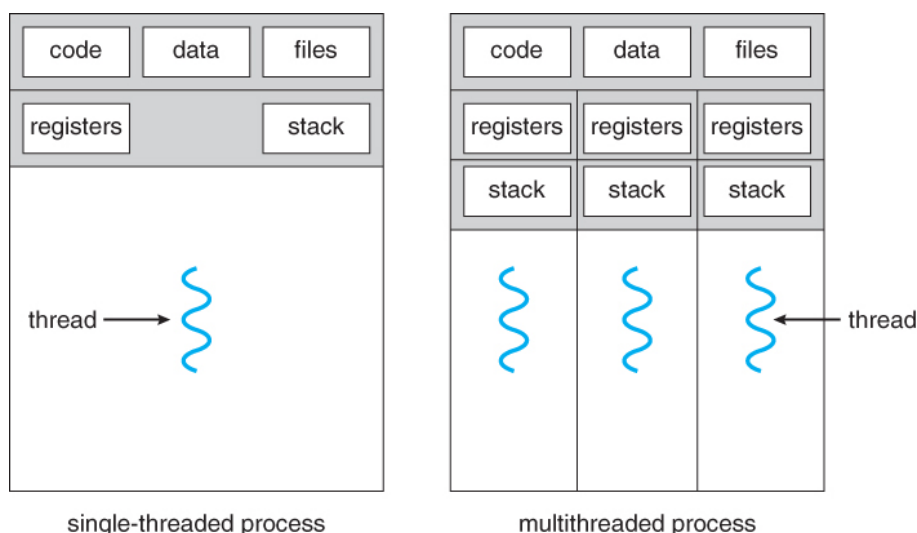 code data files code data files
registers stack registers registers registers
stack stack stack
thread thread
single-threaded process multithreaded process